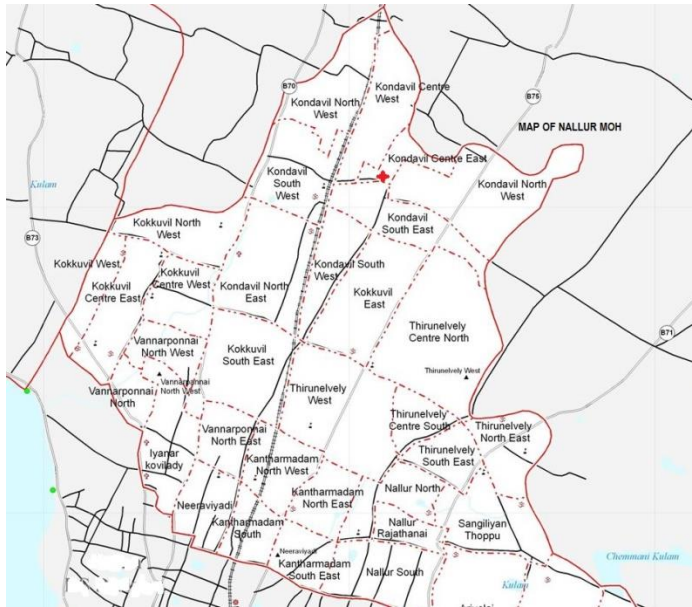 Kondavil Centre
West
B70
Kondavil North
West
B75
MAP OF NALLUR MOH
Kondavil Centre East
Kulam
Kondavil
South
West
Kondavil North
West
Kokkuvil North
West
Kondavil
South East
B73
Kokkuvil West
Kokkuvil
Centre West
Kokkuvil
Centre East
Kondavil North
East
Kondavil South
West
Kokkuvil
East
Thirunelvely
Centre North
B71
Vannarponnai
North West
Kokkuvil
South East
Thirunelvely West
Vannarponnai
North West
Vannarponnai
North
Thirunelvely
West
Thirunelvely
Centre South
Thirunelvely
North East
Vannarponnai
North East
Iyanar
kovilady
Kantharmadam
North West
Thirunelvely
South East
Neeraviyadi
Kantharmadam
North East
Nallur North
Kantharmadam
South
Nallur
Rajathanai
Sangiliyan
Thoppu
Neeraviyadi
Kantharmadam
South East
Nallur South
Kulam
Chemmani Kulam